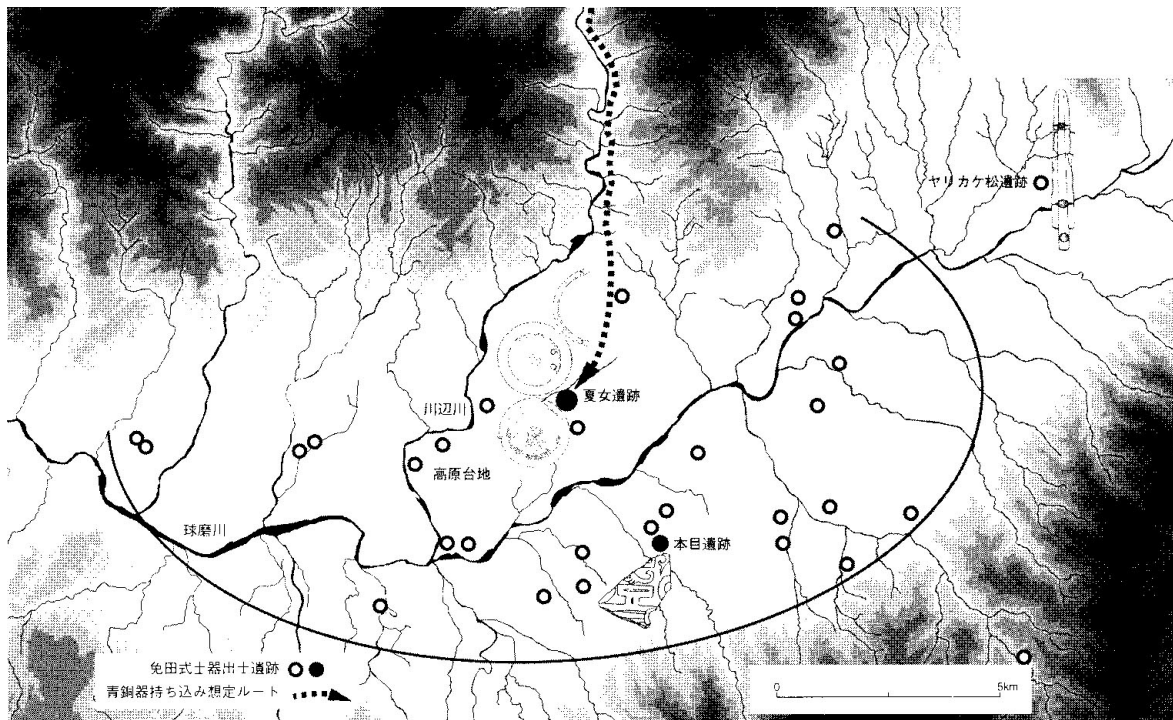 ヤリカケ松遺跡
夏女遺跡
川辺川
高原台地
球磨川
本目遺跡
免田式土器出土遺跡
青銅器持ち込み想定ルート
0 5km